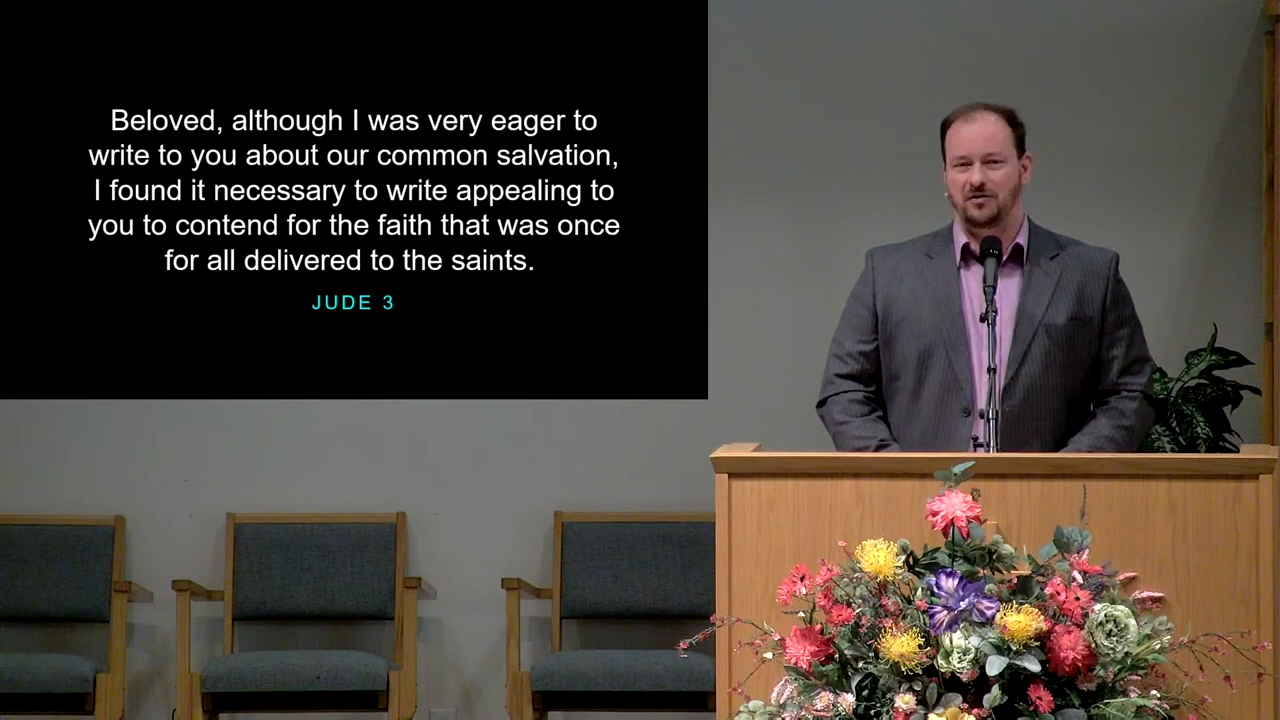 Beloved, although I was very eager to
write to you about our common salvation,
I found it necessary to write appealing to
you to contend for the faith that was once
for all delivered to the saints.
JUDE 3